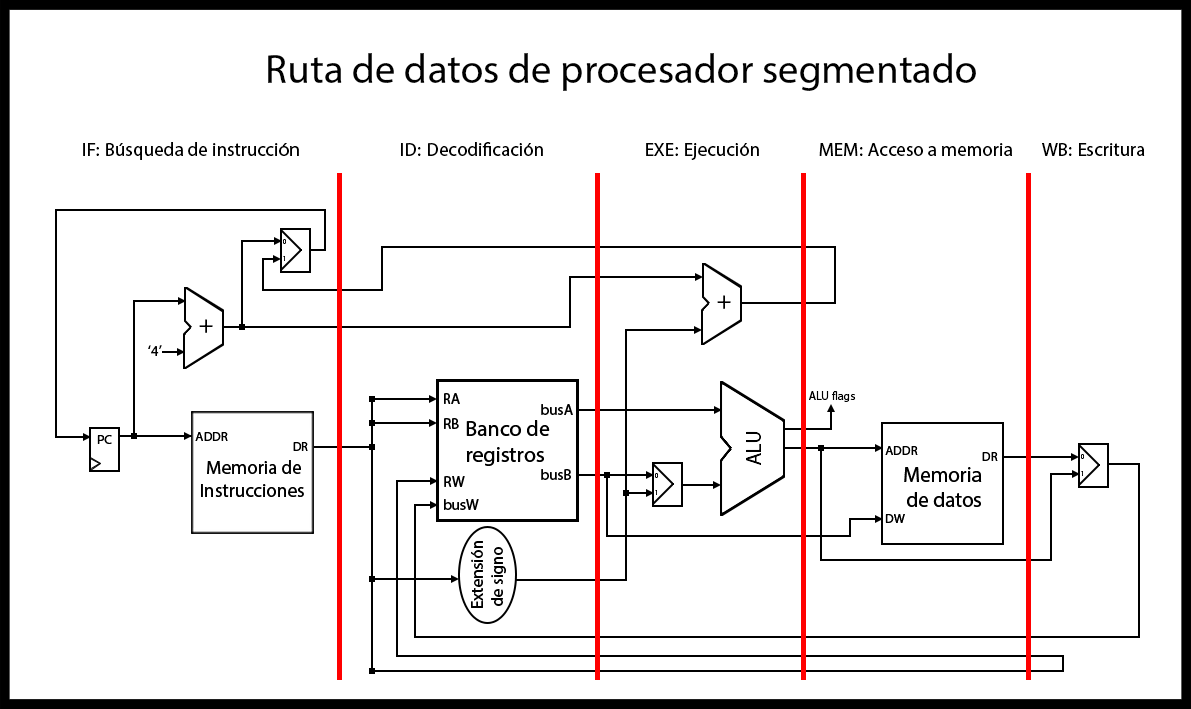 Ruta de datos de procesador segmentado
IF: Búsqueda de instrucción
ID: Decodificación
EXE: Ejecución
MEM: Acceso a memoria
WB: Escritura
0
1
+
'4'
PC
ADDR
DR
Memoria de
Instrucciones
RA
RB
RW
busW
busA
busB
Banco de
registros
Extensión
de signo
+
0
1
ALU
ALU flags
ADDR
DR
DW
Memoria
de datos
0
1